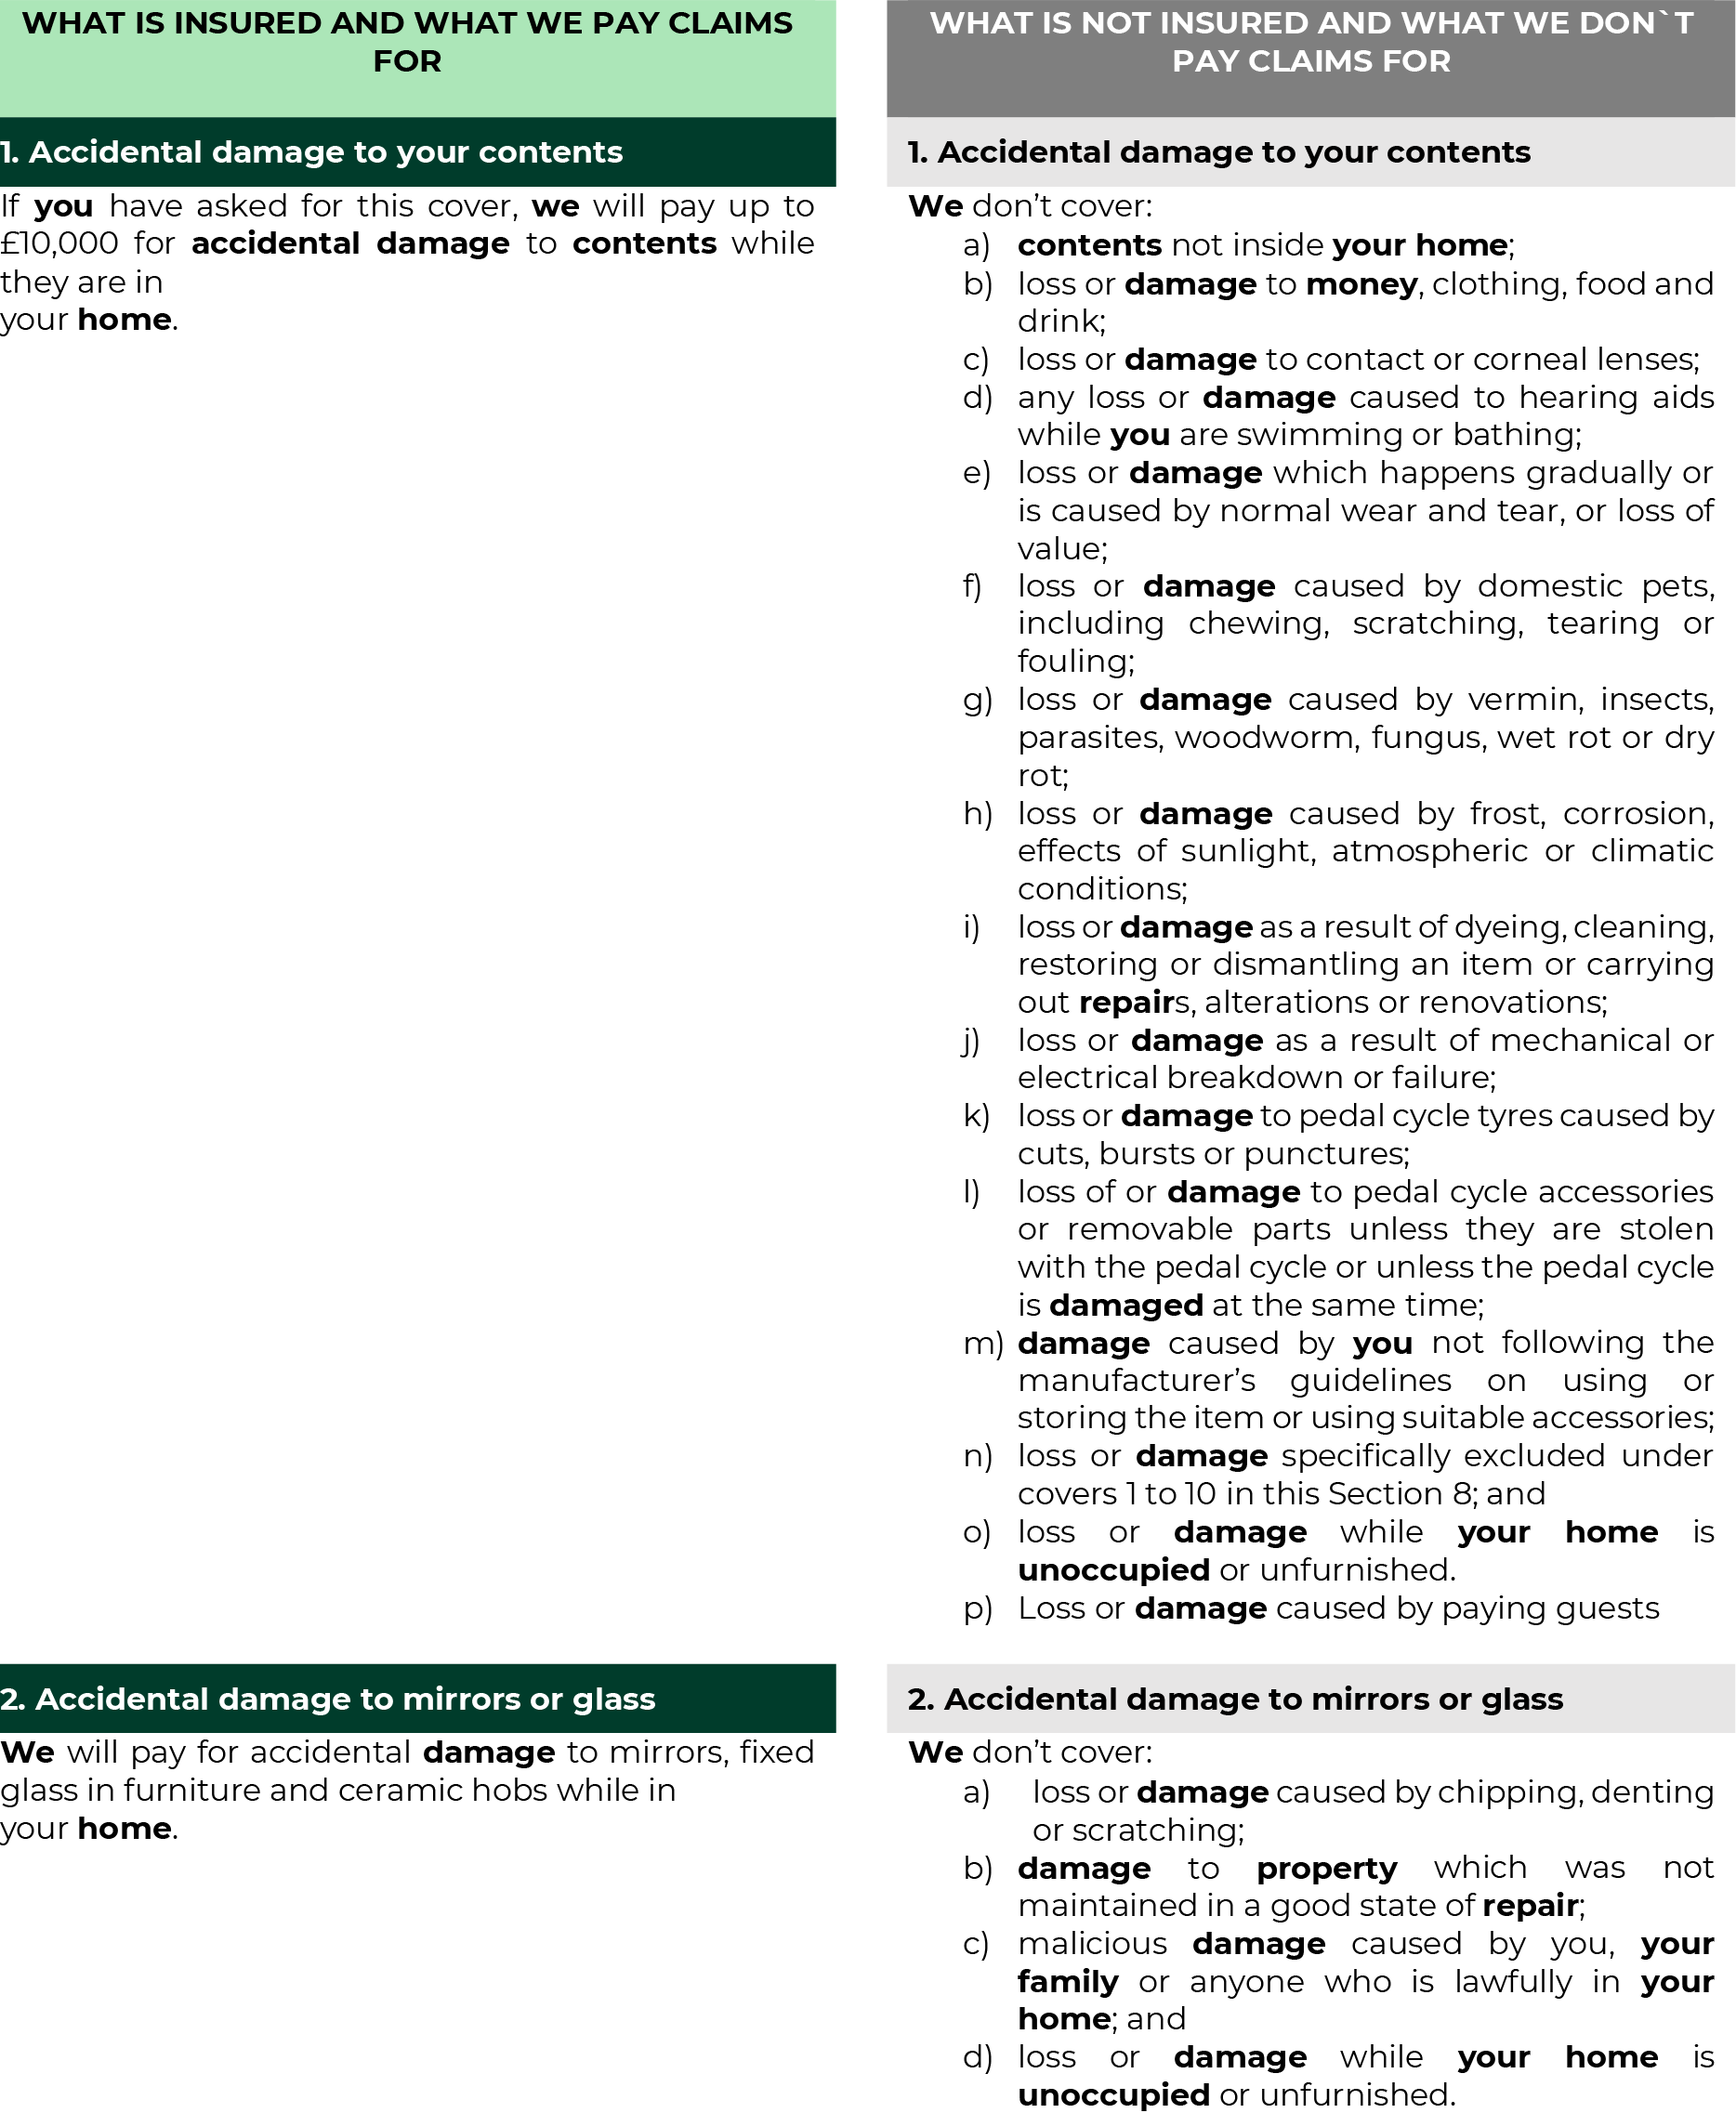 WHAT IS INSURED AND WHAT WE PAY CLAIMS
FOR
1. Accidental damage to your contents
If you have asked for this cover, we will pay up to
£10,000 for accidental damage to contents while
they are in
your home.
WHAT IS NOT INSURED AND WHAT WE DON`T
PAY CLAIMS FOR
1. Accidental damage to your contents
We don’t cover:
a) contents not inside your home;
b) loss or damage to money, clothing, food and
drink;
c) loss or damage to contact or corneal lenses;
d) any loss or damage caused to hearing aids
while you are swimming or bathing;
e) loss or damage which happens gradually or
is caused by normal wear and tear, or loss of
value;
f) loss or damage caused by domestic pets,
including chewing, scratching, tearing or
fouling;
g) loss or damage caused by vermin, insects,
parasites, woodworm, fungus, wet rot or dry
rot;
h) loss or damage caused by frost, corrosion,
effects of sunlight, atmospheric or climatic
conditions;
i) loss or damage as a result of dyeing, cleaning,
restoring or dismantling an item or carrying
out repairs, alterations or renovations;
j) loss or damage as a result of mechanical or
electrical breakdown or failure;
k) loss or damage to pedal cycle tyres caused by
cuts, bursts or punctures;
l) loss of or damage to pedal cycle accessories
or removable parts unless they are stolen
with the pedal cycle or unless the pedal cycle
is damaged at the same time;
m) damage caused by you not following the
manufacturer’s guidelines on using or
storing the item or using suitable accessories;
n) loss or damage specifically excluded under
covers 1 to 10 in this Section 8; and
o) loss or damage while your home is
unoccupied or unfurnished.
p) Loss or damage caused by paying guests
2. Accidental damage to mirrors or glass
We will pay for accidental damage to mirrors, fixed
glass in furniture and ceramic hobs while in
your home.
2. Accidental damage to mirrors or glass
We don’t cover:
a) loss or damage caused by chipping, denting
or scratching;
b) damage to property which was not
maintained in a good state of repair;
c) malicious damage caused by you, your
family or anyone who is lawfully in your
home; and
d) loss or damage while your home is
unoccupied or unfurnished.